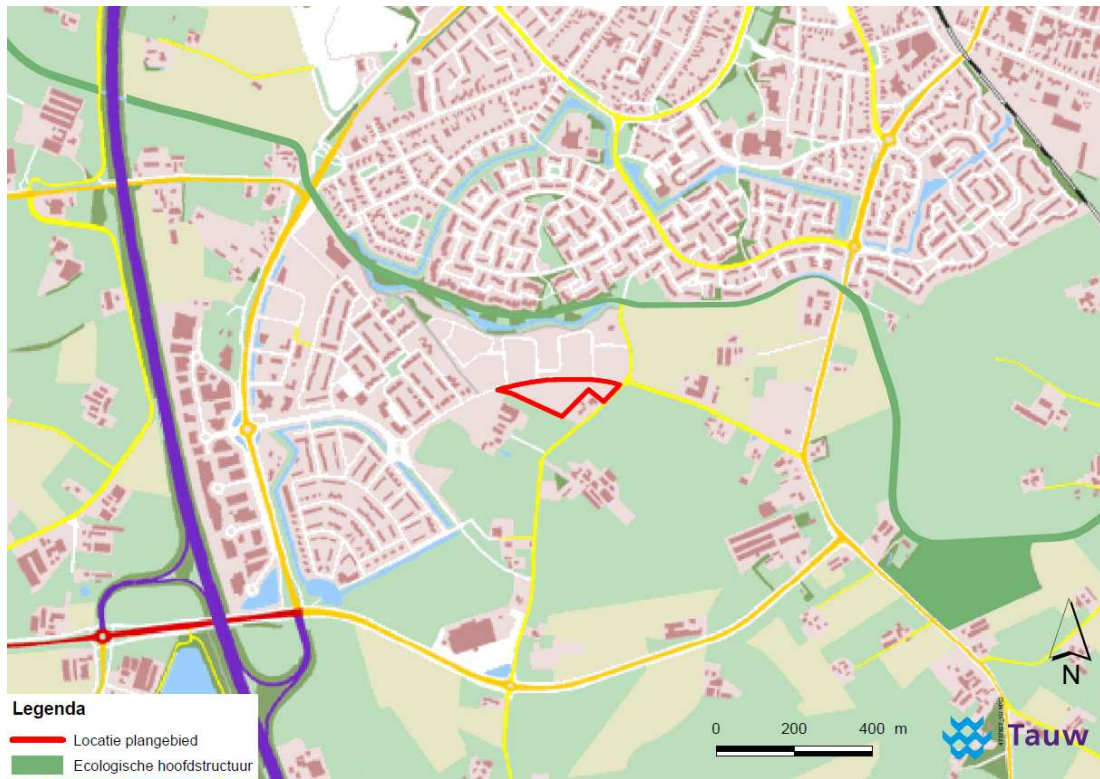 Legenda
Locatie plangebied
Ecologische hoofdstructuur
0 200 400 m
N
Tauw